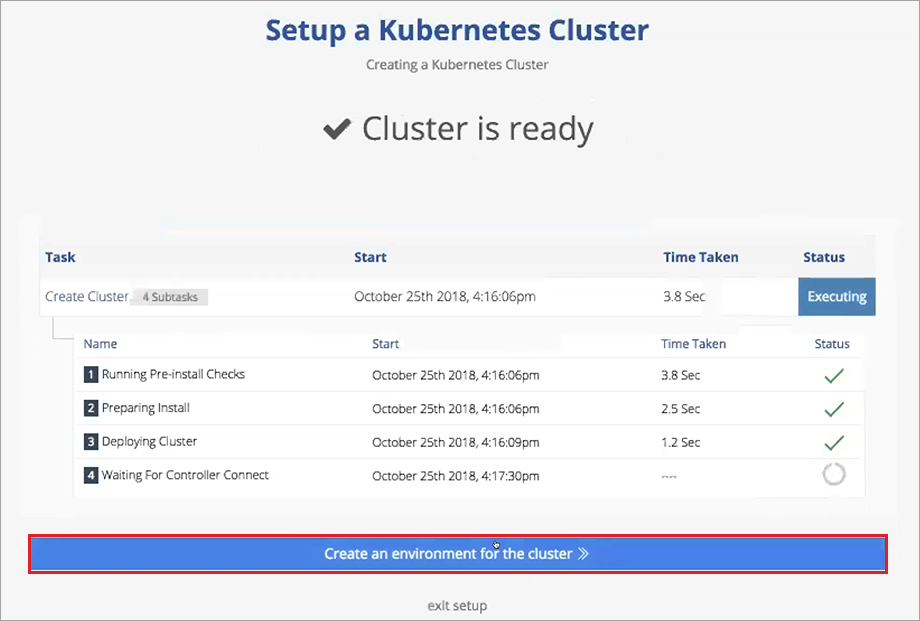 Setup a Kubernetes Cluster
Creating a Kubernetes Cluster
Cluster is ready
Task Start Time Taken Status
Create Cluster 4 Subtasks October 25th 2018, 4:16:06pm 3.8 Sec Executing
Name Start Time Taken Status
1 Running Pre-install Checks October 25th 2018, 4:16:06pm 3.8 Sec
2 Preparing Install October 25th 2018, 4:16:06pm 2.5 Sec
3 Deploying Cluster October 25th 2018, 4:16:09pm 1.2 Sec
4 Waiting For Controller Connect October 25th 2018, 4:17:30pm --
Create an environment for the cluster »
exit setup